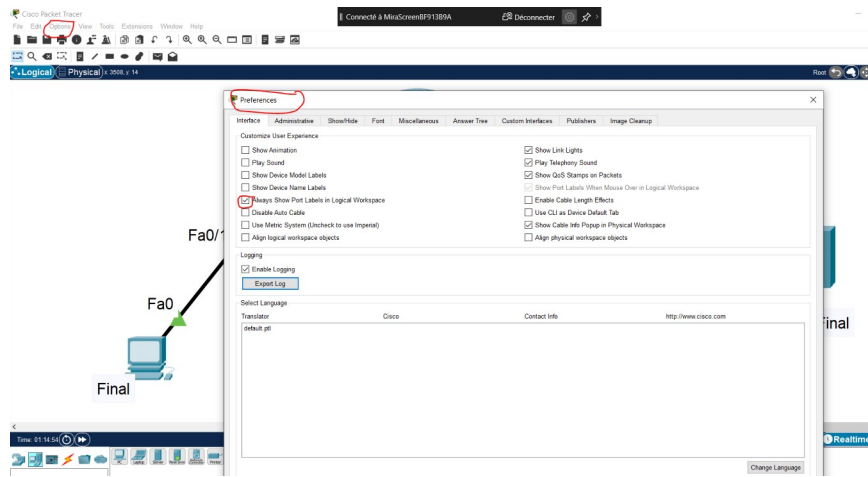 Cisco Packet Tracer
Connecté à MiraScreenBF913B9A
Déconnecter
File Edit Options View Tools Extensions Window Help
Logical Physical x: 3508, y: 14
Root
Preferences
Interface Administrative Show/Hide Font Miscellaneous Answer Tree Custom Interfaces Publishers Image Cleanup
Customize User Experience
Show Animation
Show Link Lights
Play Sound
Play Telephony Sound
Show Device Model Labels
Show QoS Stamps on Packets
Show Device Name Labels
Show Port Labels When Mouse Over in Logical Workspace
Always Show Port Labels in Logical Workspace
Enable Cable Length Effects
Disable Auto Cable
Use CLI as Device Default Tab
Use Metric System (Uncheck to use Imperial)
Show Cable Info Popup in Physical Workspace
Align logical workspace objects
Align physical workspace objects
Fa0/1
Logging
Enable Logging
Export Log
Select Language
Translator Cisco Contact Info http://www.cisco.com
default.ptl
Fa0
inal
Final
Time: 01:14:54
Realtime
PC Laptop Server Printer
Change Language